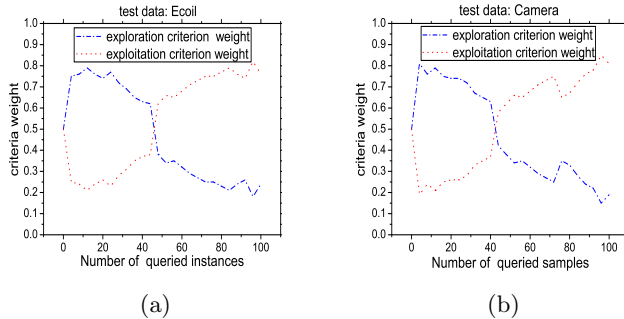 test data: Ecoil
exploration criterion weight
exploitation criterion weight
criteria weight
1.0
0.9
0.8
0.7
0.6
0.5
0.4
0.3
0.2
0.1
0.0
0 20 40 60 80 100
Number of queried instances
(a)
test data: Camera
exploration criterion weight
exploitation criterion weight
criteria weight
1.0
0.9
0.8
0.7
0.6
0.5
0.4
0.3
0.2
0.1
0.0
0 20 40 60 80 100
Number of queried samples
(b)